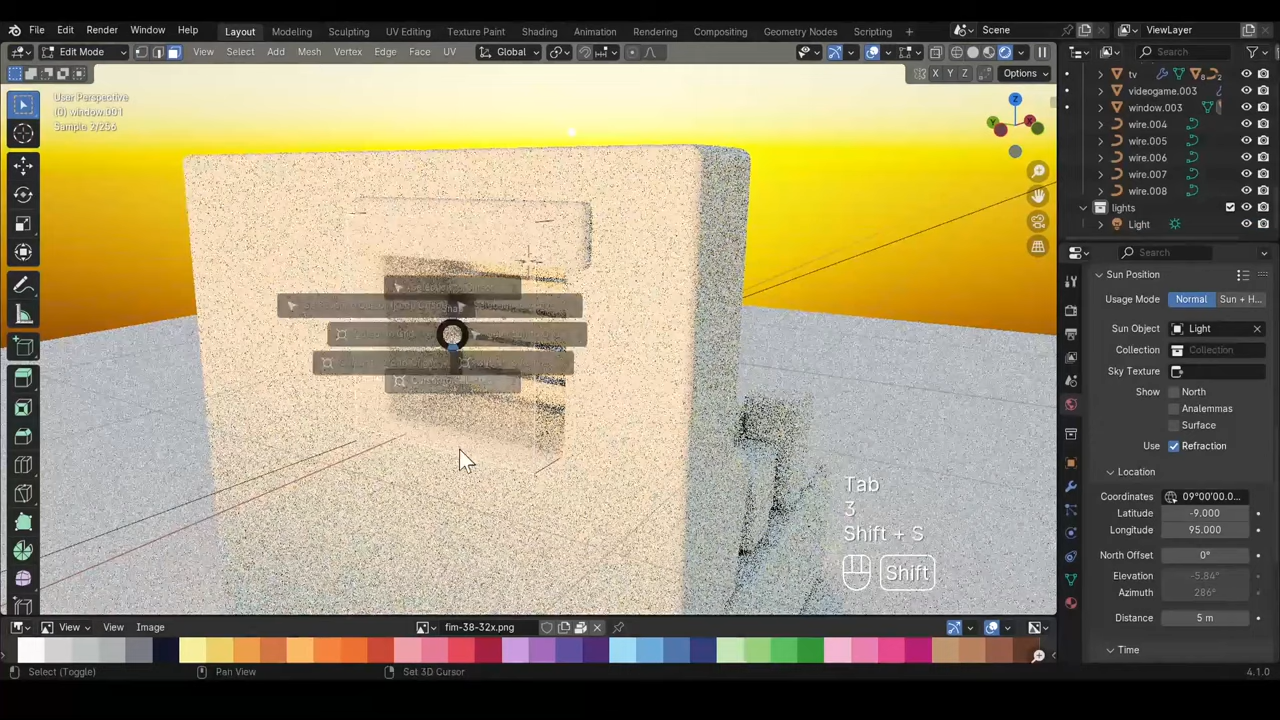 File Edit Render Window Help Layout Modeling Sculpting UV Editing Texture Paint Shading Animation Rendering Compositing Geometry Nodes Scripting Scene ViewLayer
Edit Mode View Select Add Mesh Vertex Edge Face UV Global Search
X Y Z Options
User Perspective
(0) window.001
Sample 2/256
Z
Y X
tv
videogame.003
window.003
wire.004
wire.005
wire.006
wire.007
wire.008
lights
Light
Search
Sun Position
Usage Mode Normal Sun + H...
Sun Object Light
Collection Collection
Sky Texture
Show North
Analemmas
Surface
Use Refraction
Location
Coordinates 09°00'00.0...
Latitude -9.000
Longitude 95.000
North Offset 0°
Elevation -5.84°
Azimuth 286°
Distance 5 m
Time
Tab
3
Shift + S
Shift
View View Image fim-38-32x.png
Select (Toggle) Pan View Set 3D Cursor 4.1.0